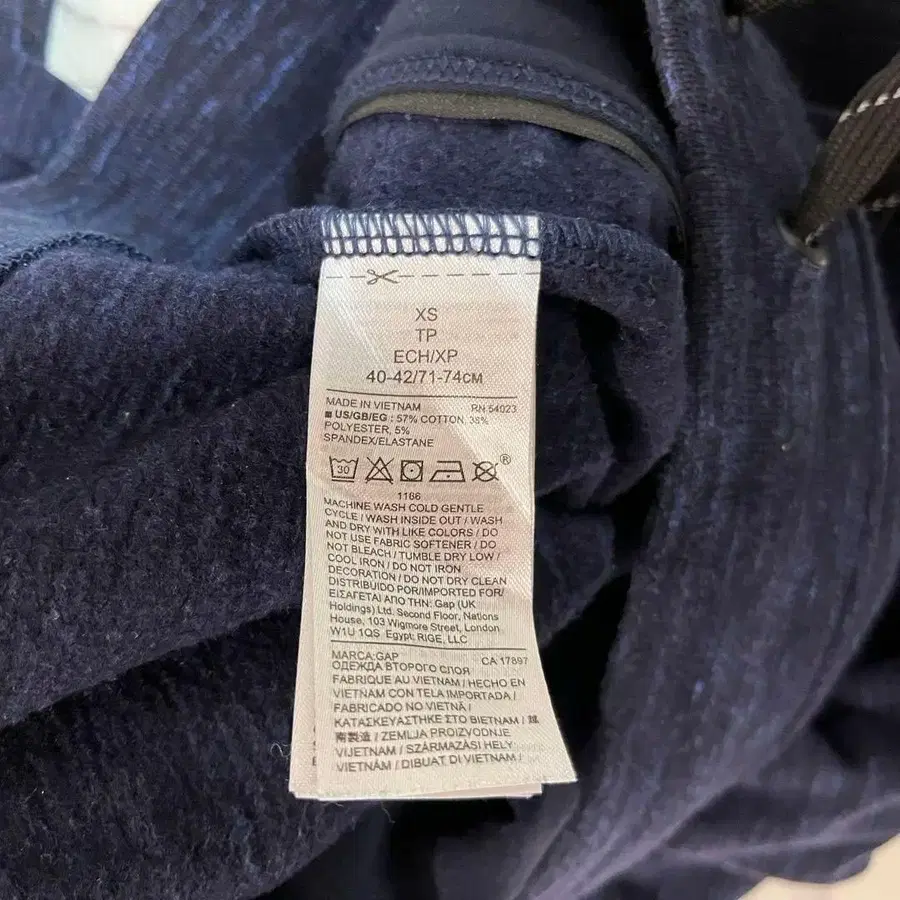 XS
TP
ECH/XP
40-42/71-74CM
MADE IN VIETNAM RN 54023
US/GB/EG : 57% COTTON, 38%
POLYESTER, 5%
SPANDEX/ELASTANE
30 ®
1166
MACHINE WASH COLD GENTLE
CYCLE / WASH INSIDE OUT / WASH
AND DRY WITH LIKE COLORS / DO
NOT USE FABRIC SOFTENER / DO
NOT BLEACH / TUMBLE DRY LOW /
COOL IRON / DO NOT IRON
DECORATION / DO NOT DRY CLEAN
DISTRIBUIDO POR/IMPORTED FOR/
ΕΙΣΑΓΕΤΑΙ ΑΠΟ ΤΗΝ: Gap (UK
Holdings) Ltd. Second Floor, Nations
House, 103 Wigmore Street, London
W1U 1QS Egypt: RIGE, LLC
MARCA:GAP CA 17897
ОДЕЖДА ВТОРОГО СЛОЯ
FABRIQUÉ AU VIETNAM / HECHO EN
VIETNAM CON TELA IMPORTADA /
FABRICADO NO VIETNÃ /
ΚΑΤΑΣΚΕΥΑΣΤΗΚΕ ΣΤΟ ΒΙΕΤΝΑΜ / 越
南製造 / ZEMLJA PROIZVODNJE
VIJETNAM / SZÁRMAZÁSI HELY:
VIETNÁM / DIBUAT DI VIETNAM /